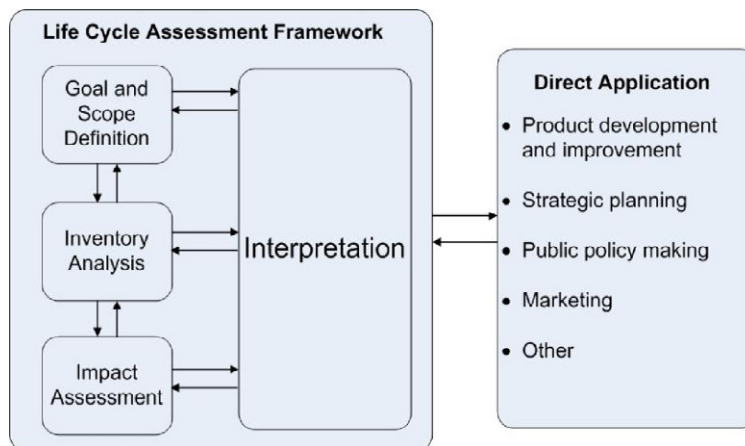 Life Cycle Assessment Framework
Goal and
Scope
Definition
Inventory
Analysis
Impact
Assessment
Interpretation
Direct Application
• Product development
and improvement
• Strategic planning
• Public policy making
• Marketing
• Other